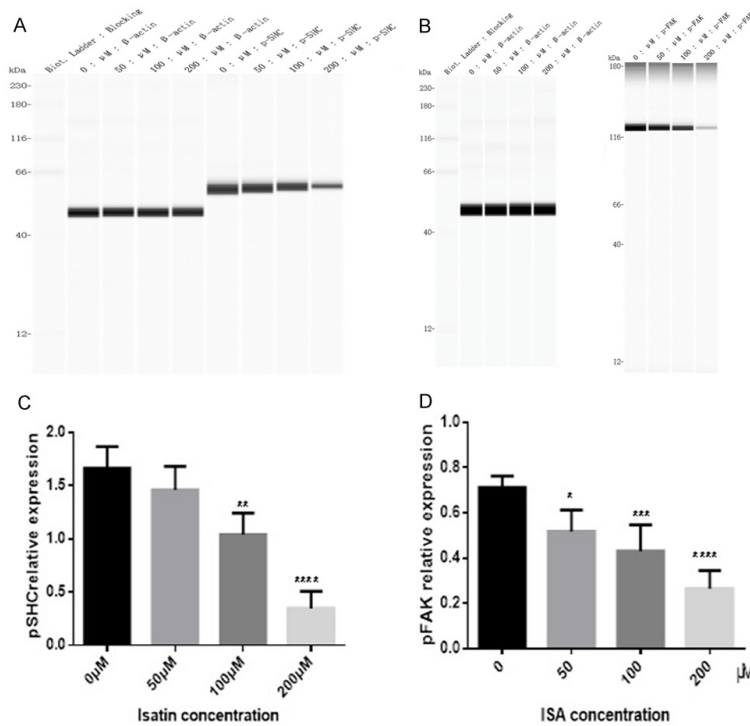 A
Biot. Ladder : Blocking
0 : µM : β-actin
50 : µM : β-actin
100 : µM : β-actin
200 : µM : β-actin
0 : µM : p-SHC
50 : µM : p-SHC
100 : µM : p-SHC
200 : µM : p-SHC
kDa
230-
180-
116-
66-
40-
12-
B
Biot. Ladder : Blocking
0 : µM : β-actin
50 : µM : β-actin
100 : µM : β-actin
200 : µM : β-actin
kDa
230-
180-
116-
66-
40-
12-
0 : µM : p-FAK
50 : µM : p-FAK
100 : µM : p-FAK
200 : µM : p-FAK
kDa
180-
116-
66-
40-
12-
C
pSHCrelative expression
2.0
1.5
1.0
0.5
0.0
**
****
0µM
50µM
100µM
200µM
Isatin concentration
D
pFAK relative expression
1.0
0.8
0.6
0.4
0.2
0.0
*
***
****
0
50
100
200
ISA concentration